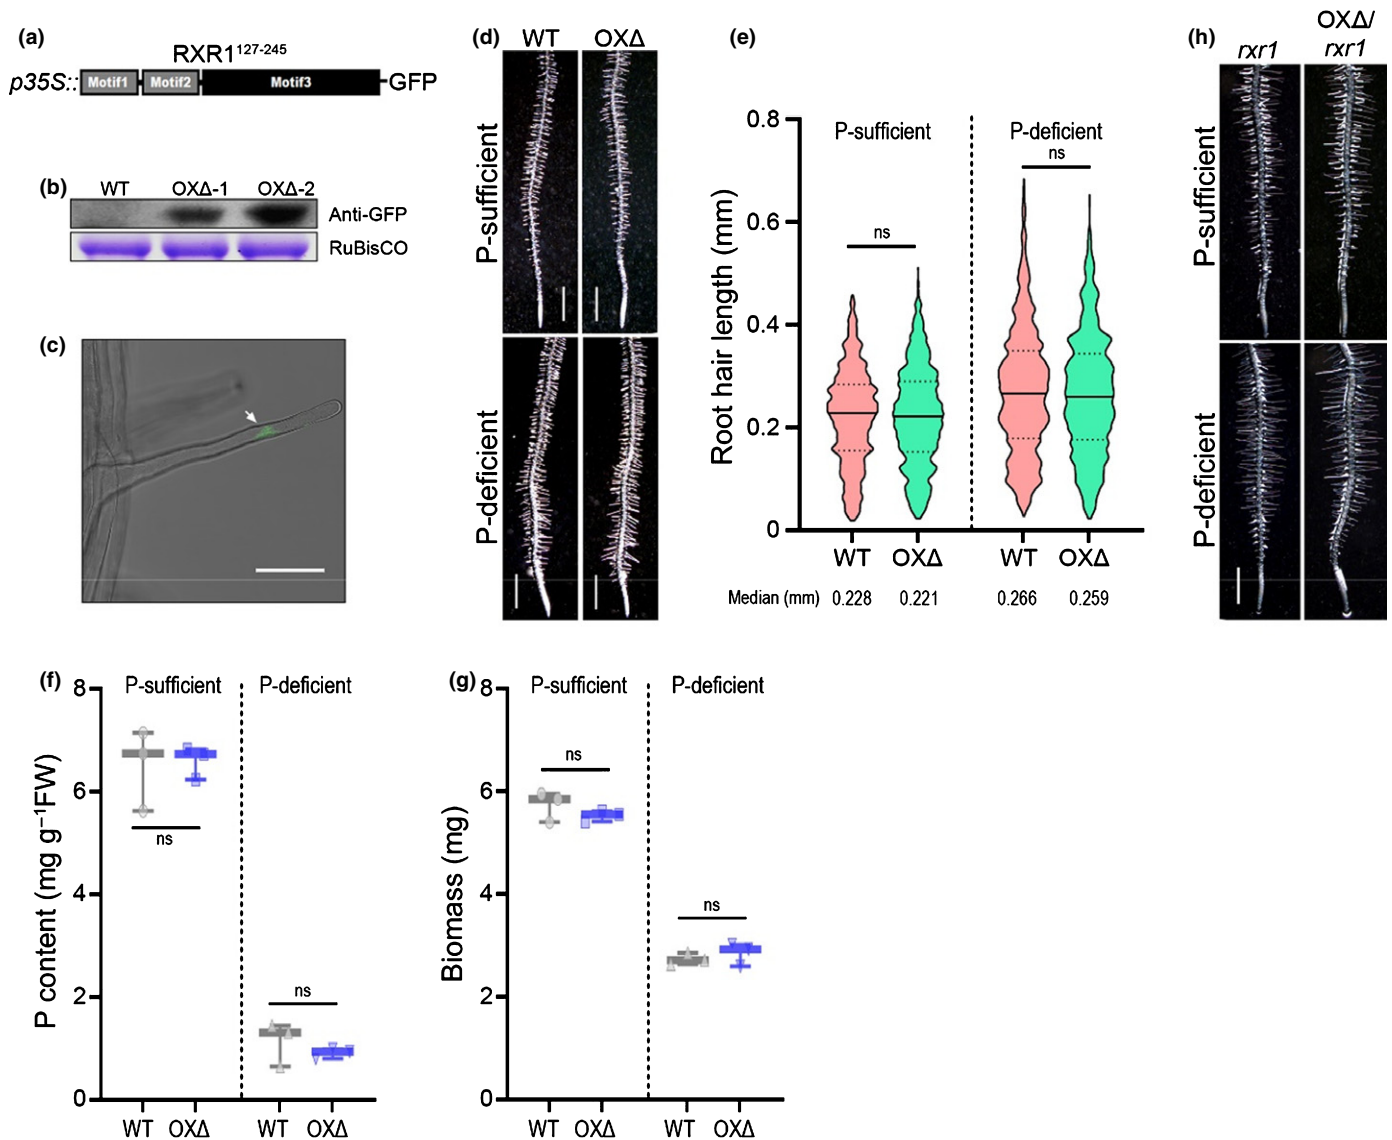 (a)
RXR1127-245
p35S:: Motif1 Motif2 Motif3 -GFP
(b)
WT OXΔ-1 OXΔ-2
Anti-GFP
RuBisCO
(c)
(d)
WT OXΔ
P-sufficient
P-deficient
(e)
P-sufficient P-deficient
ns
ns
Root hair length (mm)
0.8
0.6
0.4
0.2
0
WT OXΔ WT OXΔ
Median (mm) 0.228 0.221 0.266 0.259
(h)
rxr1 OXΔ/
rxr1
P-sufficient
P-deficient
(f)
P-sufficient P-deficient
P content (mg g⁻¹FW)
8
6
4
2
0
ns
ns
WT OXΔ WT OXΔ
(g)
P-sufficient P-deficient
Biomass (mg)
8
6
4
2
0
ns
ns
WT OXΔ WT OXΔ